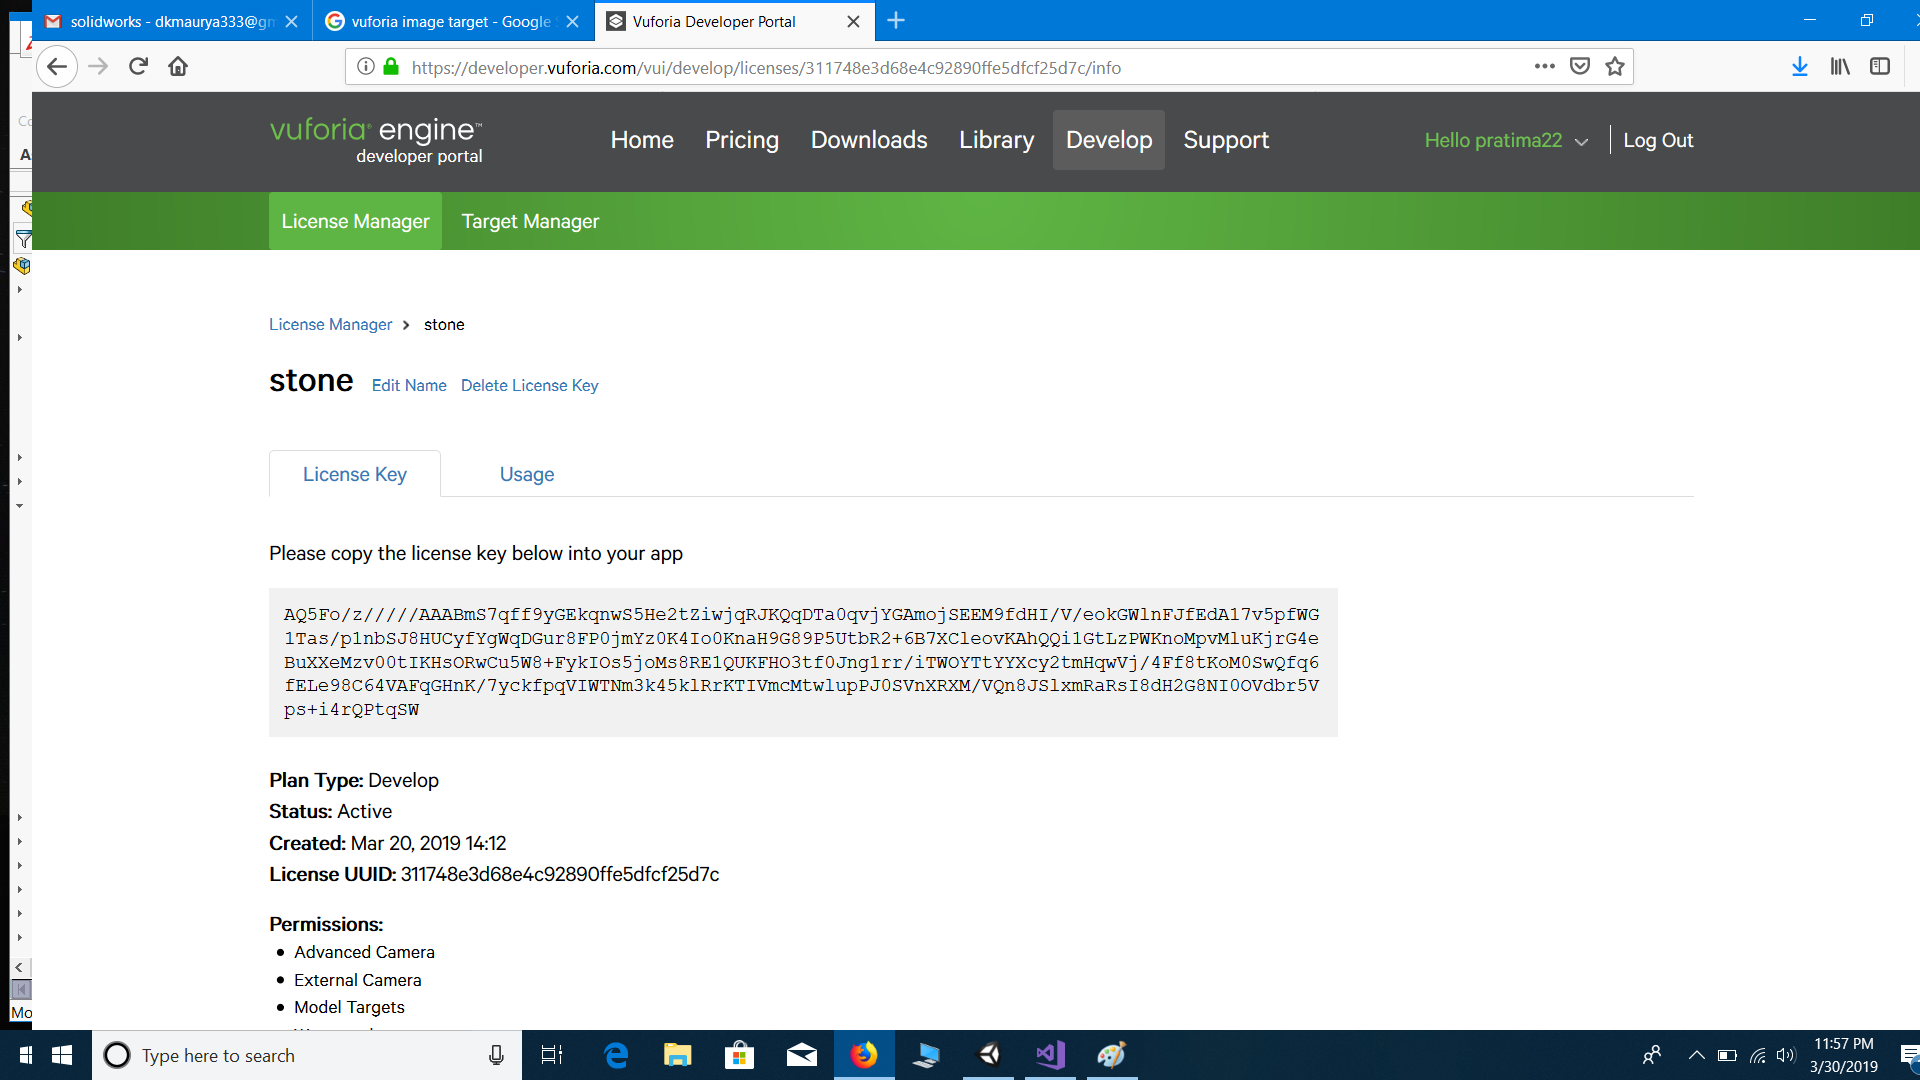 solidworks - dkmaurya333@gm
vuforia image target - Google
Vuforia Developer Portal
https://developer.vuforia.com/vui/develop/licenses/311748e3d68e4c92890ffe5dfcf25d7c/info
vuforia engine™
developer portal
Home Pricing Downloads Library Develop Support
Hello pratima22
Log Out
License Manager Target Manager
License Manager > stone
stone Edit Name Delete License Key
License Key Usage
Please copy the license key below into your app
AQ5Fo/z/////AAABmS7qff9yGEkqnwS5He2tZiwjqRJKQqDTa0qvjYGAmojSEEM9fdHI/V/eokGWlnFJfEdA17v5pfWG
1Tas/p1nbSJ8HUCyfYgWqDGur8FP0jmYz0K4Io0KnaH9G89P5UtbR2+6B7XCleovKAhQQi1GtLzPWKnoMpvMluKjrG4e
BuXXeMzv00tIKHsORwCu5W8+FykIOs5joMs8RE1QUKFHO3tf0Jng1rr/iTWOYTtYYXcy2tmHqwVj/4Ff8tKoM0SwQfq6
fELe98C64VAFqGHnK/7yckfpqVIWTNm3k45klRrKTIVmcMtwlupPJ0SVnXRXM/VQn8JSlxmRaRsI8dH2G8NI0OVdbr5V
ps+i4rQPtqSW
Plan Type: Develop
Status: Active
Created: Mar 20, 2019 14:12
License UUID: 311748e3d68e4c92890ffe5dfcf25d7c
Permissions:
• Advanced Camera
• External Camera
• Model Targets
Mo
Type here to search
11:57 PM
3/30/2019